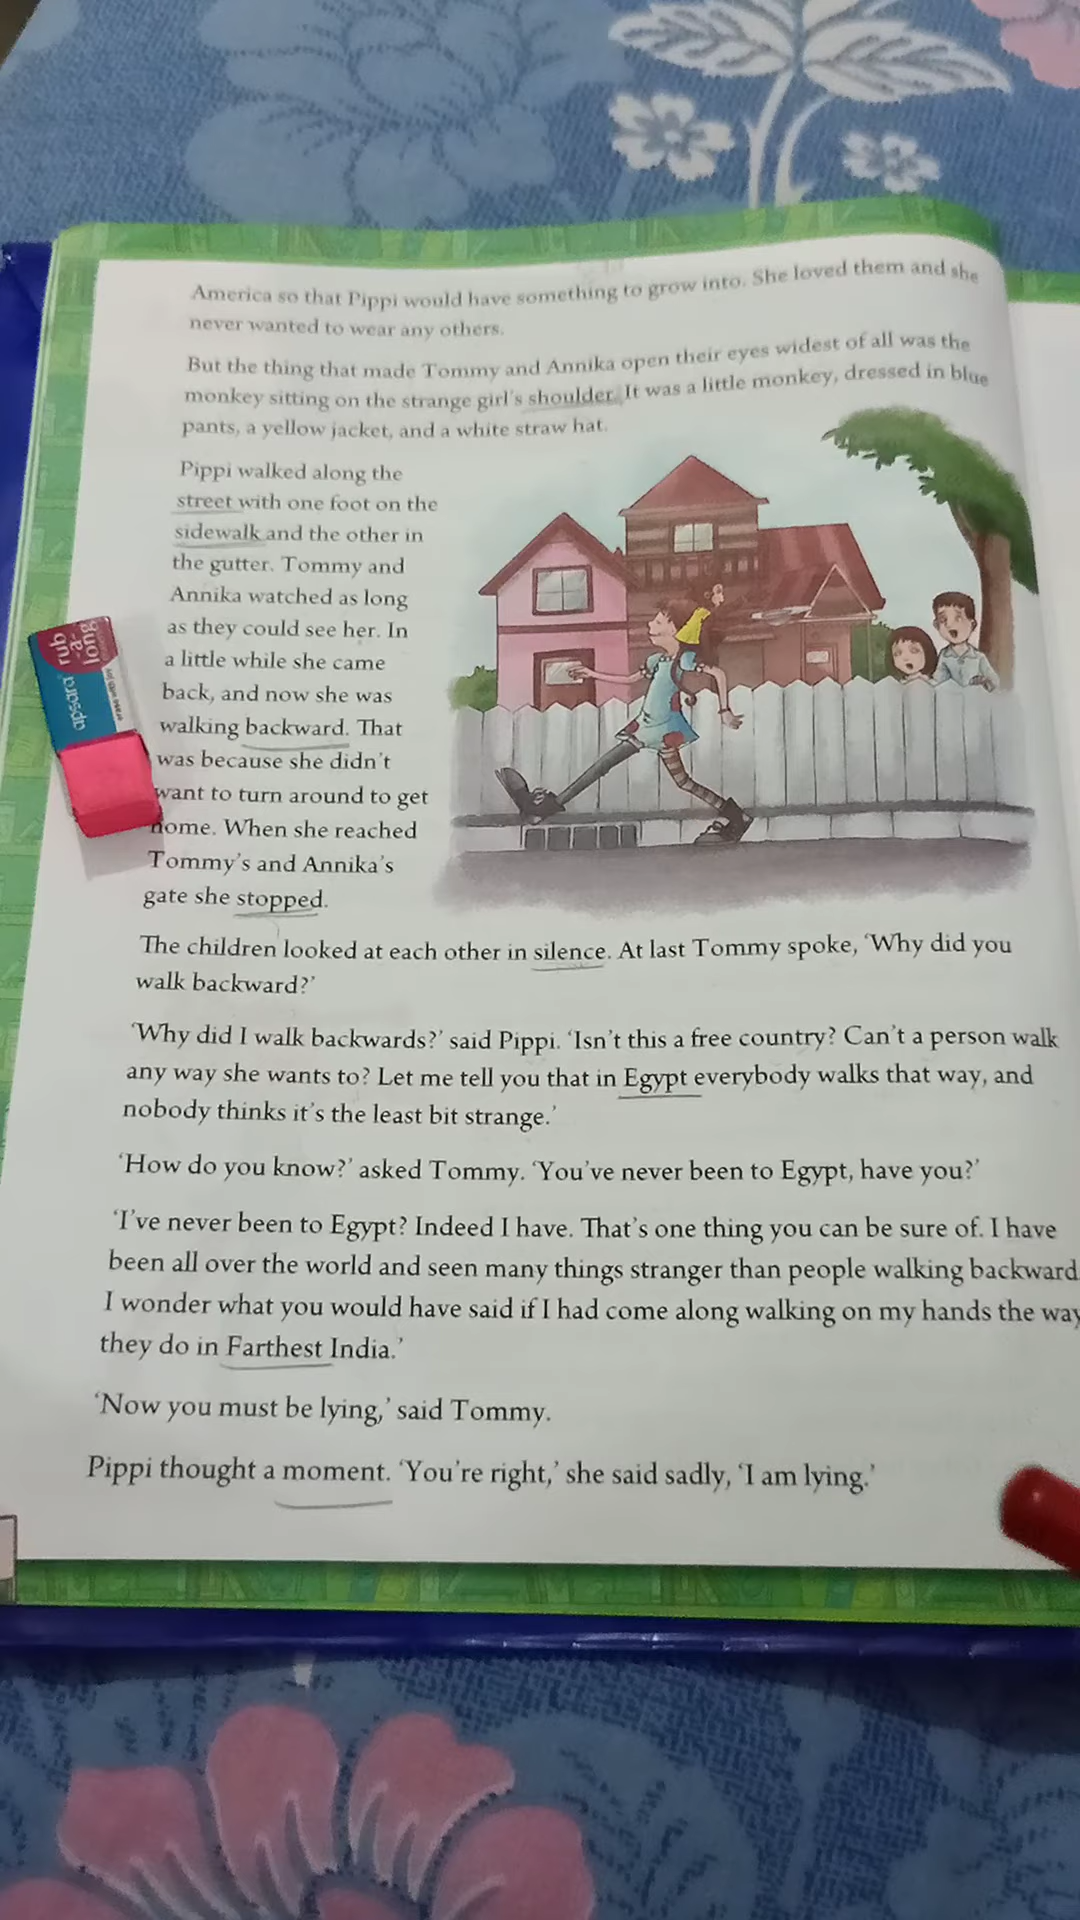 America so that Pippi would have something to grow into. She loved them and she
never wanted to wear any others.
But the thing that made Tommy and Annika open their eyes widest of all was the
monkey sitting on the strange girl's shoulder. It was a little monkey, dressed in blue
pants, a yellow jacket, and a white straw hat.
Pippi walked along the
street with one foot on the
sidewalk and the other in
the gutter. Tommy and
Annika watched as long
as they could see her. In
a little while she came
back, and now she was
walking backward. That
was because she didn't
want to turn around to get
home. When she reached
Tommy's and Annika's
gate she stopped.
The children looked at each other in silence. At last Tommy spoke, 'Why did you
walk backward?'
'Why did I walk backwards?' said Pippi. 'Isn't this a free country? Can't a person walk
any way she wants to? Let me tell you that in Egypt everybody walks that way, and
nobody thinks it's the least bit strange.'
'How do you know?' asked Tommy. 'You've never been to Egypt, have you?'
'I've never been to Egypt? Indeed I have. That's one thing you can be sure of. I have
been all over the world and seen many things stranger than people walking backward
I wonder what you would have said if I had come along walking on my hands the way
they do in Farthest India.'
'Now you must be lying,' said Tommy.
Pippi thought a moment. 'You're right,' she said sadly, 'I am lying.'
apsara
rub
-a-
long